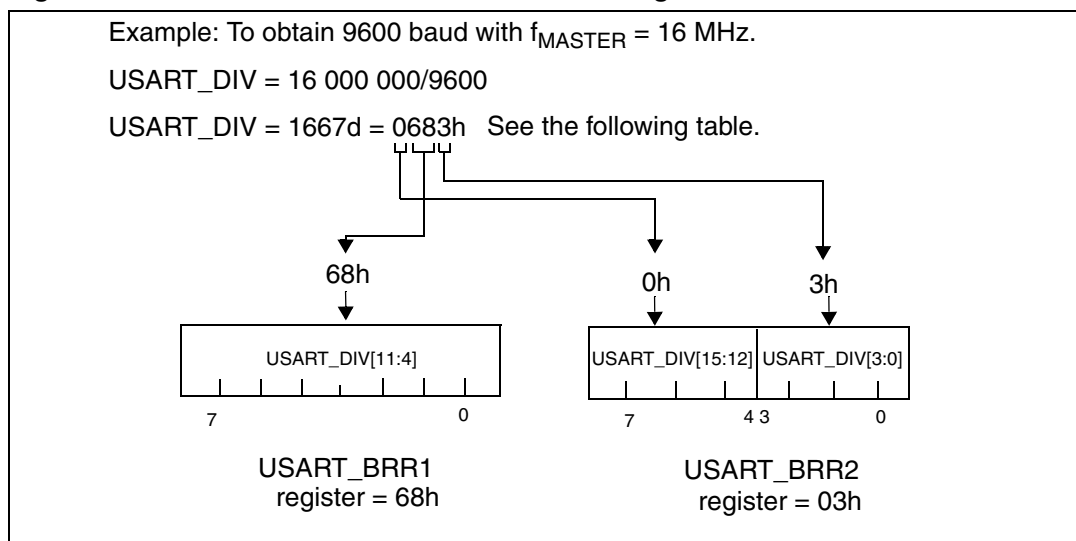 Example: To obtain 9600 baud with fMASTER = 16 MHz.
USART_DIV = 16 000 000/9600
USART_DIV = 1667d = 0683h See the following table.
68h
0h
3h
USART_DIV[11:4]
USART_DIV[15:12]
USART_DIV[3:0]
7
0
7
4 3
0
USART_BRR1
register = 68h
USART_BRR2
register = 03h